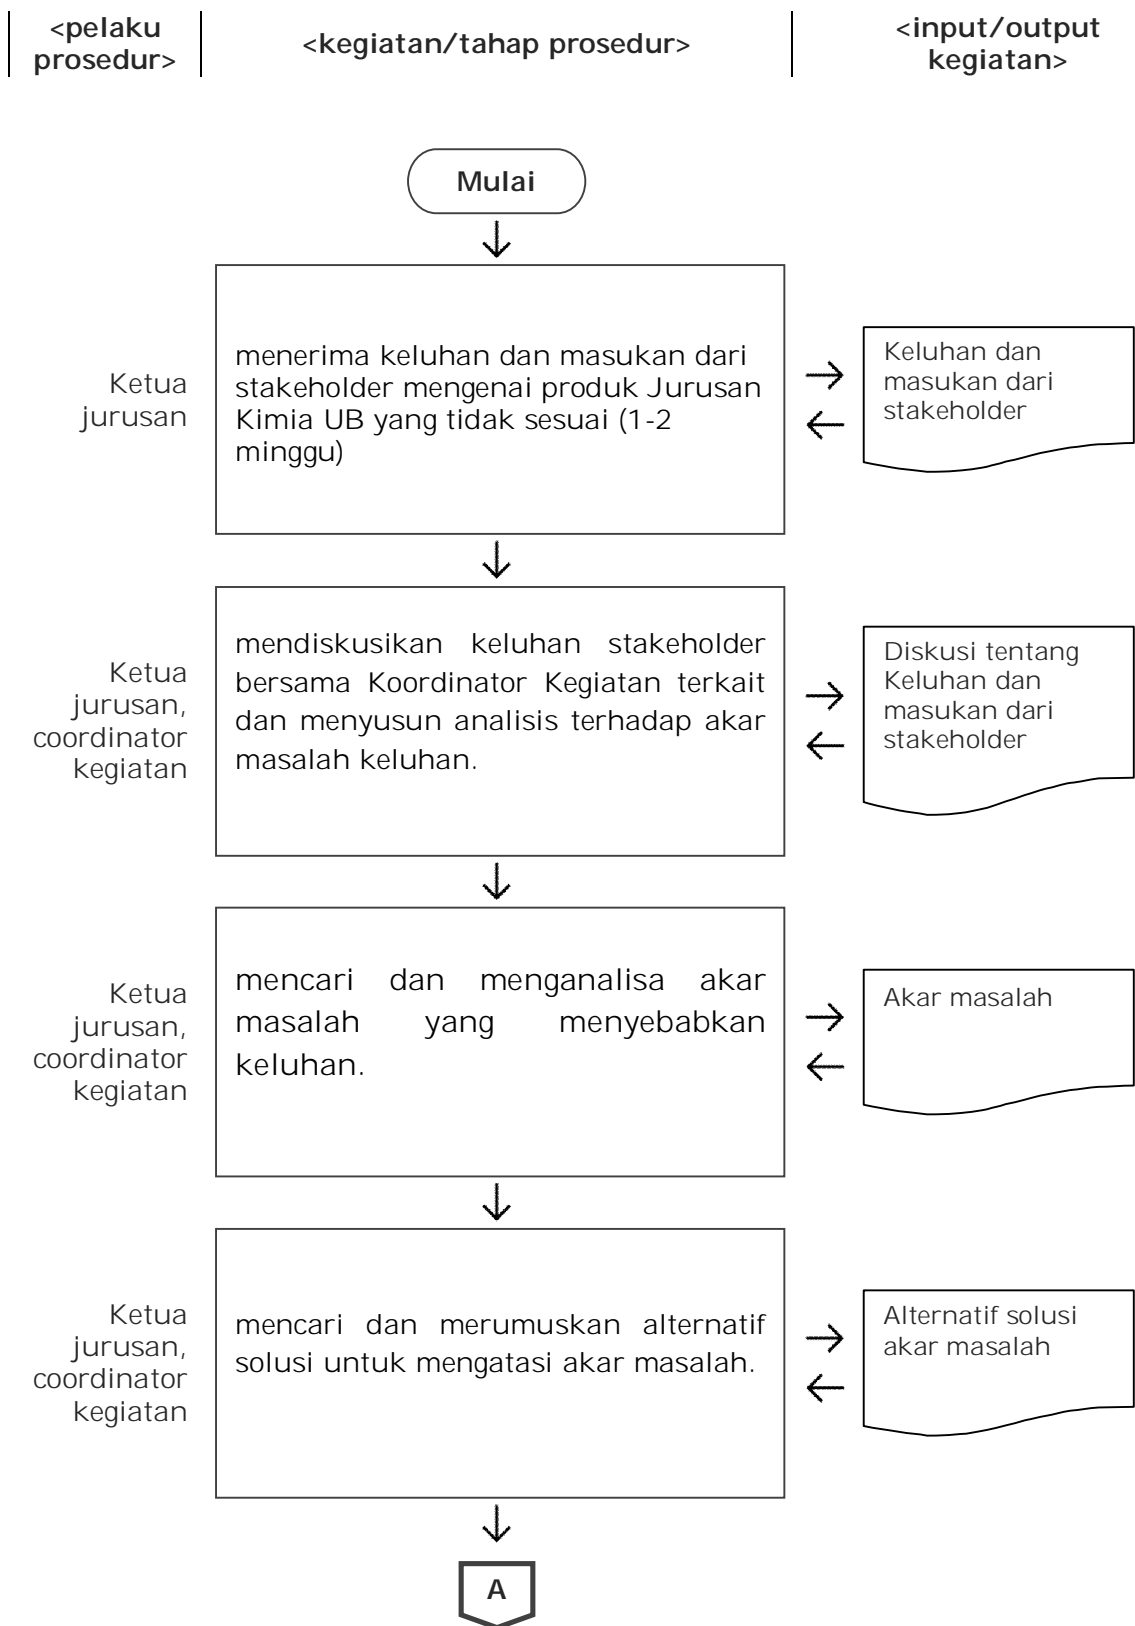 <pelaku
prosedur>
<kegiatan/tahap prosedur>
<input/output
kegiatan>
Mulai
Ketua
jurusan
menerima keluhan dan masukan dari
stakeholder mengenai produk Jurusan
Kimia UB yang tidak sesuai (1-2
minggu)
Keluhan dan
masukan dari
stakeholder
Ketua
jurusan,
coordinator
kegiatan
mendiskusikan keluhan stakeholder
bersama Koordinator Kegiatan terkait
dan menyusun analisis terhadap akar
masalah keluhan.
Diskusi tentang
Keluhan dan
masukan dari
stakeholder
Ketua
jurusan,
coordinator
kegiatan
mencari dan menganalisa akar
masalah yang menyebabkan
keluhan.
Akar masalah
Ketua
jurusan,
coordinator
kegiatan
mencari dan merumuskan alternatif
solusi untuk mengatasi akar masalah.
Alternatif solusi
akar masalah
A